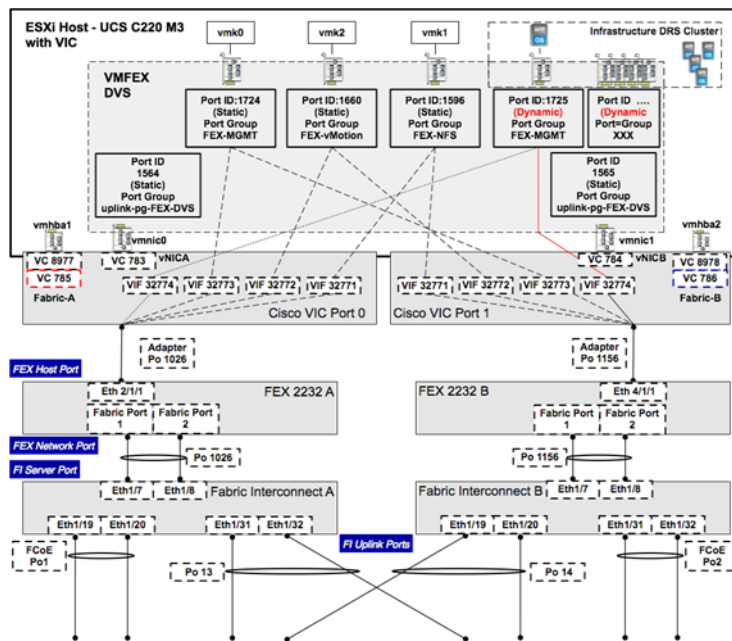 ESXi Host - UCS C220 M3
with VIC
vmk0
vmk2
vmk1
APP
OS
Infrastructure DRS Cluster
VMFEX
DVS
Port ID:1724
(Static)
Port Group
FEX-MGMT
Port ID:1660
(Static)
Port Group
FEX-vMotion
Port ID:1596
(Static)
Port Group
FEX-NFS
Port ID:1725
(Dynamic)
Port Group
FEX-MGMT
Port ID ....
(Dynamic
Port=Group
XXX
Port ID
1564
(Static)
Port Group
uplink-pg-FEX-DVS
Port ID
1565
(Static)
Port Group
uplink-pg-FEX-DVS
vmhba1
vmnic0
vmnic1
vmhba2
VC 8977
VC 783
vNICA
VC 784
vNICB
VC 8978
VC 785
VC 786
Fabric-A
VIF 32774
VIF 32773
VIF 32772
VIF 32771
VIF 32771
VIF 32772
VIF 32773
VIF 32774
Fabric-B
Cisco VIC Port 0
Cisco VIC Port 1
Adapter
Po 1026
Adapter
Po 1156
FEX Host Port
Eth 2/1/1
FEX 2232 A
FEX 2232 B
Eth 4/1/1
Fabric Port
1
Fabric Port
2
Fabric Port
1
Fabric Port
2
FEX Network Port
Po 1026
Po 1156
FI Server Port
Eth1/7
Eth1/8
Fabric Interconnect A
Fabric Interconnect B
Eth1/7
Eth1/8
Eth1/19
Eth1/20
Eth1/31
Eth1/32
Eth1/19
Eth1/20
Eth1/31
Eth1/32
FI Uplink Ports
FCoE
Po1
Po 13
Po 14
FCoE
Po2